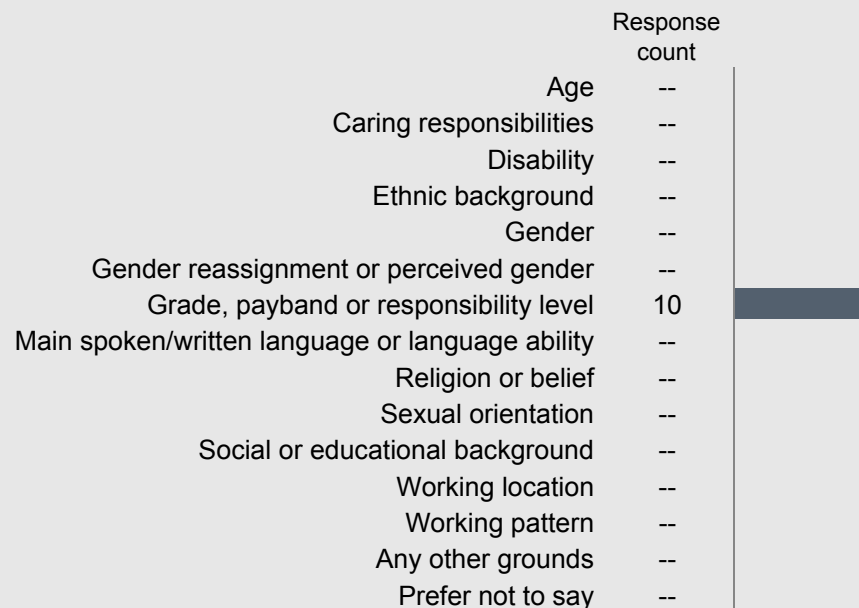 Response
count
Age --
Caring responsibilities --
Disability --
Ethnic background --
Gender --
Gender reassignment or perceived gender --
Grade, payband or responsibility level 10
Main spoken/written language or language ability --
Religion or belief --
Sexual orientation --
Social or educational background --
Working location --
Working pattern --
Any other grounds --
Prefer not to say --